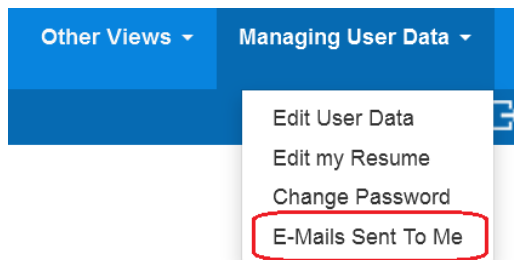 Other Views Managing User Data
Edit User Data
Edit my Resume
Change Password
E-Mails Sent To Me